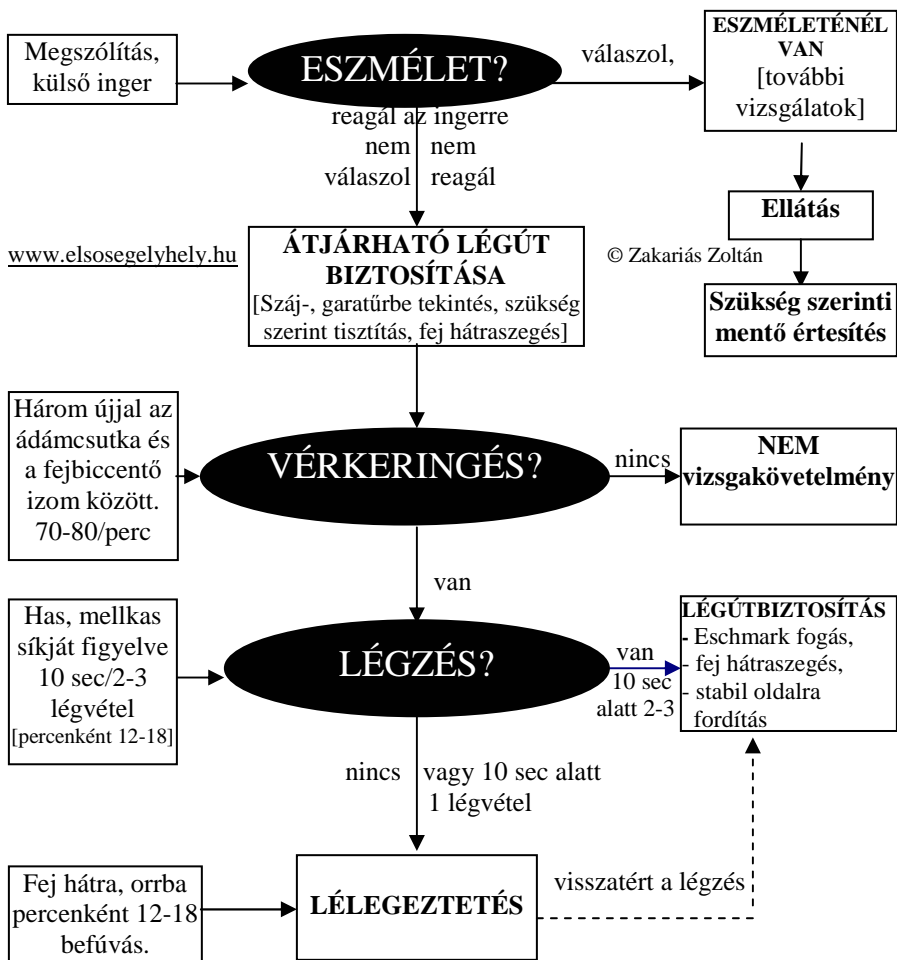 Megszólítás,
külső inger
ESZMÉLET?
válaszol,
ESZMÉLETÉNÉL
VAN
[további
vizsgálatok]
reagál az ingerre
nem nem
válaszol reagál
Ellátás
www.elsosegelyhely.hu
ÁTJÁRHATÓ LÉGÚT
BIZTOSÍTÁSA
[Száj-, garatűrbe tekintés, szükség
szerint tisztítás, fej hátraszegés]
© Zakariás Zoltán
Szükség szerinti
mentő értesítés
Három újjal az
ádámcsutka és
a fejbiccentő
izom között.
70-80/perc
VÉRKERINGÉS?
nincs
NEM
vizsgakövetelmény
van
Has, mellkas
síkját figyelve
10 sec/2-3
légvétel
[percenként 12-18]
LÉGZÉS?
van
10 sec
alatt 2-3
LÉGÚTBIZTOSÍTÁS
- Eschmark fogás,
- fej hátraszegés,
- stabil oldalra
fordítás
nincs vagy 10 sec alatt
1 légvétel
Fej hátra, orrba
percenként 12-18
befúvás.
LÉLEGEZTETÉS
visszatért a légzés